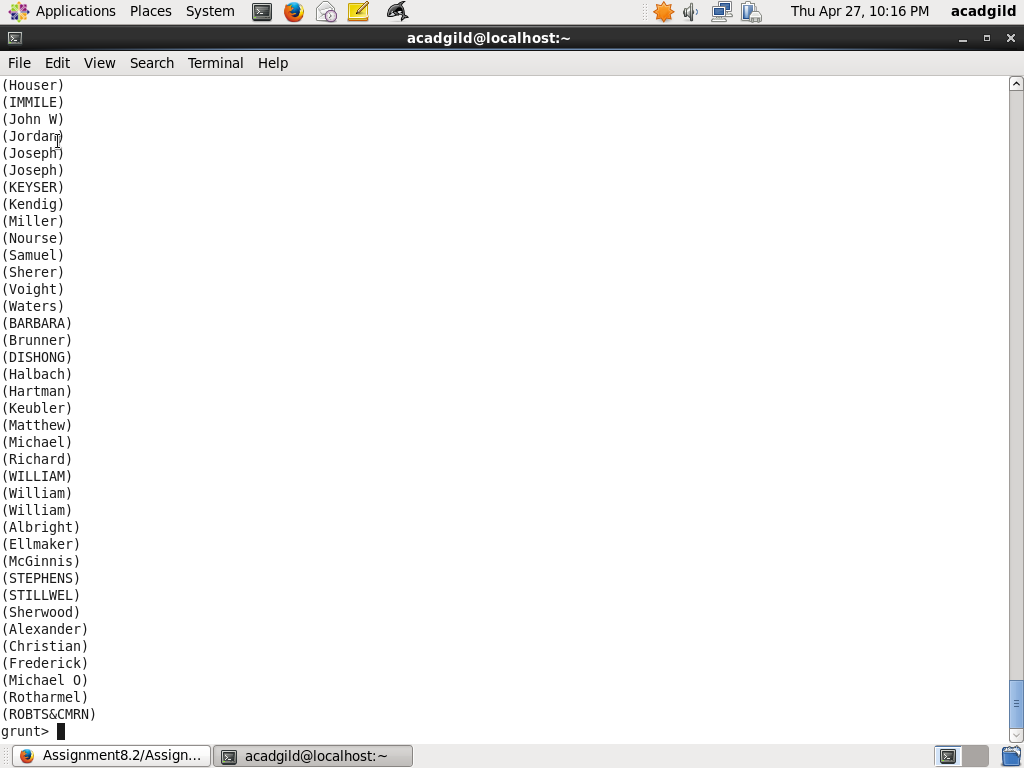 Applications Places System Thu Apr 27, 10:16 PM acadgild
acadgild@localhost:~
File Edit View Search Terminal Help
(Houser)
(IMMILE)
(John W)
(Jordan)
(Joseph)
(Joseph)
(KEYSER)
(Kendig)
(Miller)
(Nourse)
(Samuel)
(Sherer)
(Voight)
(Waters)
(BARBARA)
(Brunner)
(DISHONG)
(Halbach)
(Hartman)
(Keubler)
(Matthew)
(Michael)
(Richard)
(WILLIAM)
(William)
(William)
(Albright)
(Ellmaker)
(McGinnis)
(STEPHENS)
(STILLWEL)
(Sherwood)
(Alexander)
(Christian)
(Frederick)
(Michael O)
(Rotharmel)
(ROBTS&CMRN)
grunt>
Assignment8.2/Assign... acadgild@localhost:~